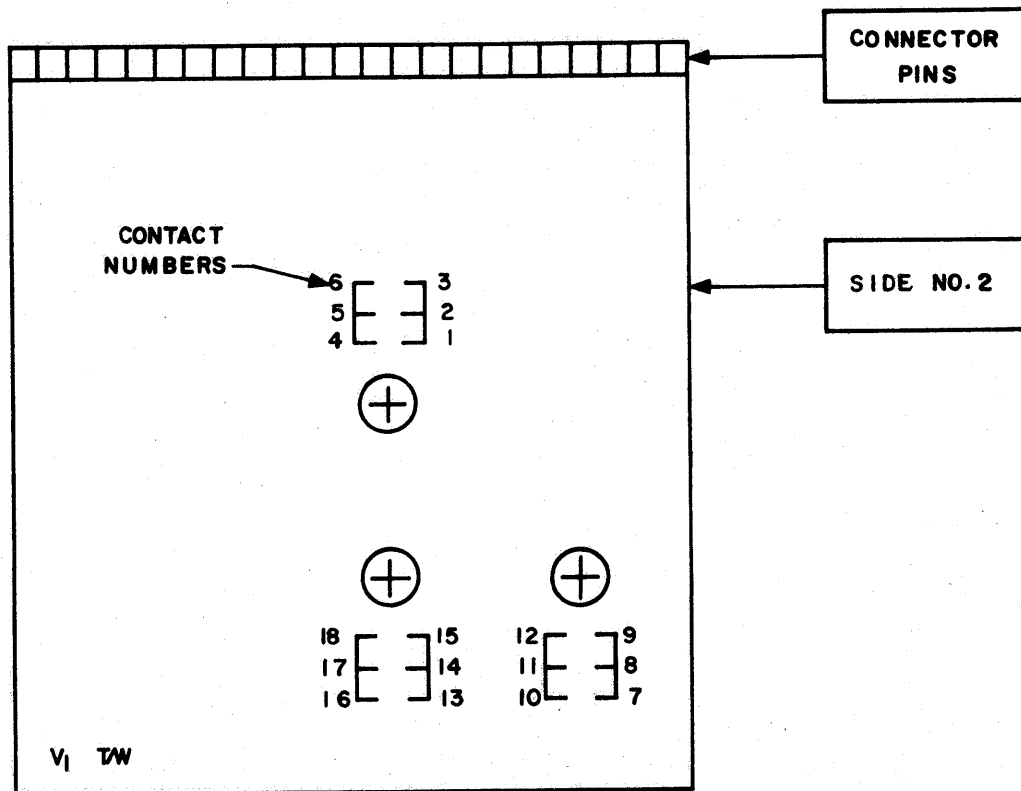 CONNECTOR
PINS
CONTACT
NUMBERS
SIDE NO. 2
6 3
5 2
4 1
18 15 12 9
17 14 11 8
16 13 10 7
V1 T/W